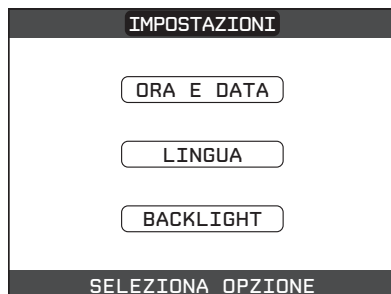 IMPOSTAZIONI
ORA E DATA
LINGUA
BACKLIGHT
SELEZIONA OPZIONE